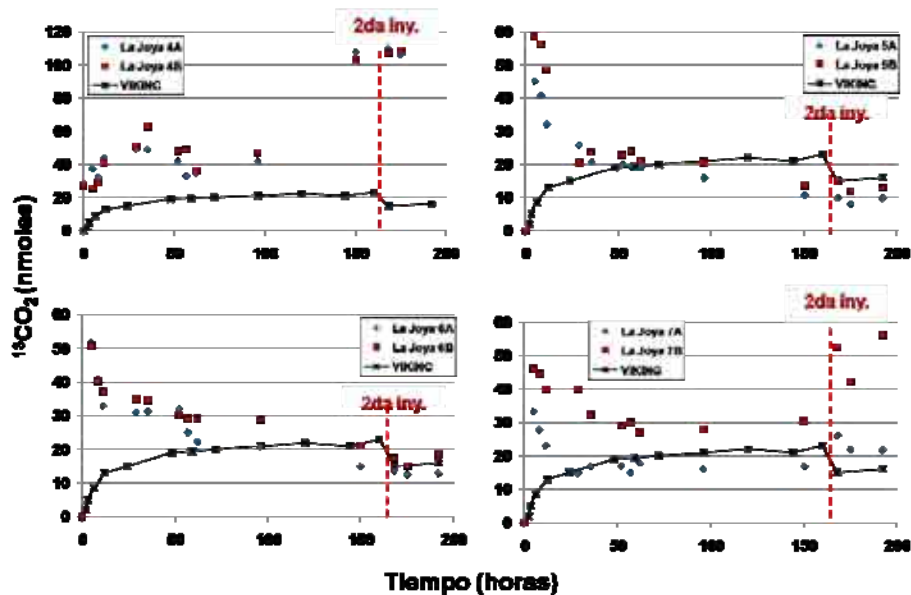 2da iny.
120
100
80
60
40
20
0
La Joya 4A
La Joya 4B
VIKING
0
50
100
150
200
60
50
40
30
20
10
0
La Joya 5A
La Joya 5B
VIKING
2da iny.
0
50
100
150
200
60
50
40
30
20
10
0
La Joya 6A
La Joya 6B
VIKING
2da iny.
0
50
100
150
200
2da iny.
60
50
40
30
20
10
0
La Joya 7A
La Joya 7B
VIKING
0
50
100
150
200
¹³CO₂ (nmoles)
Tiempo (horas)